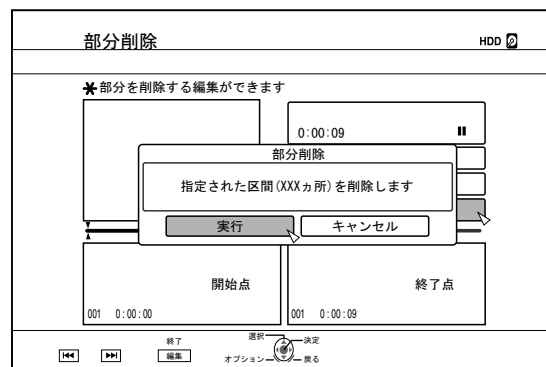 部分削除
HDD
部分を削除する編集ができます
0:00:09
部分削除
指定された区間(XXXヵ所)を削除します
実行
キャンセル
開始点
001 0:00:00
終了点
001 0:00:09
終了
編集
選択
決定
オプション
戻る